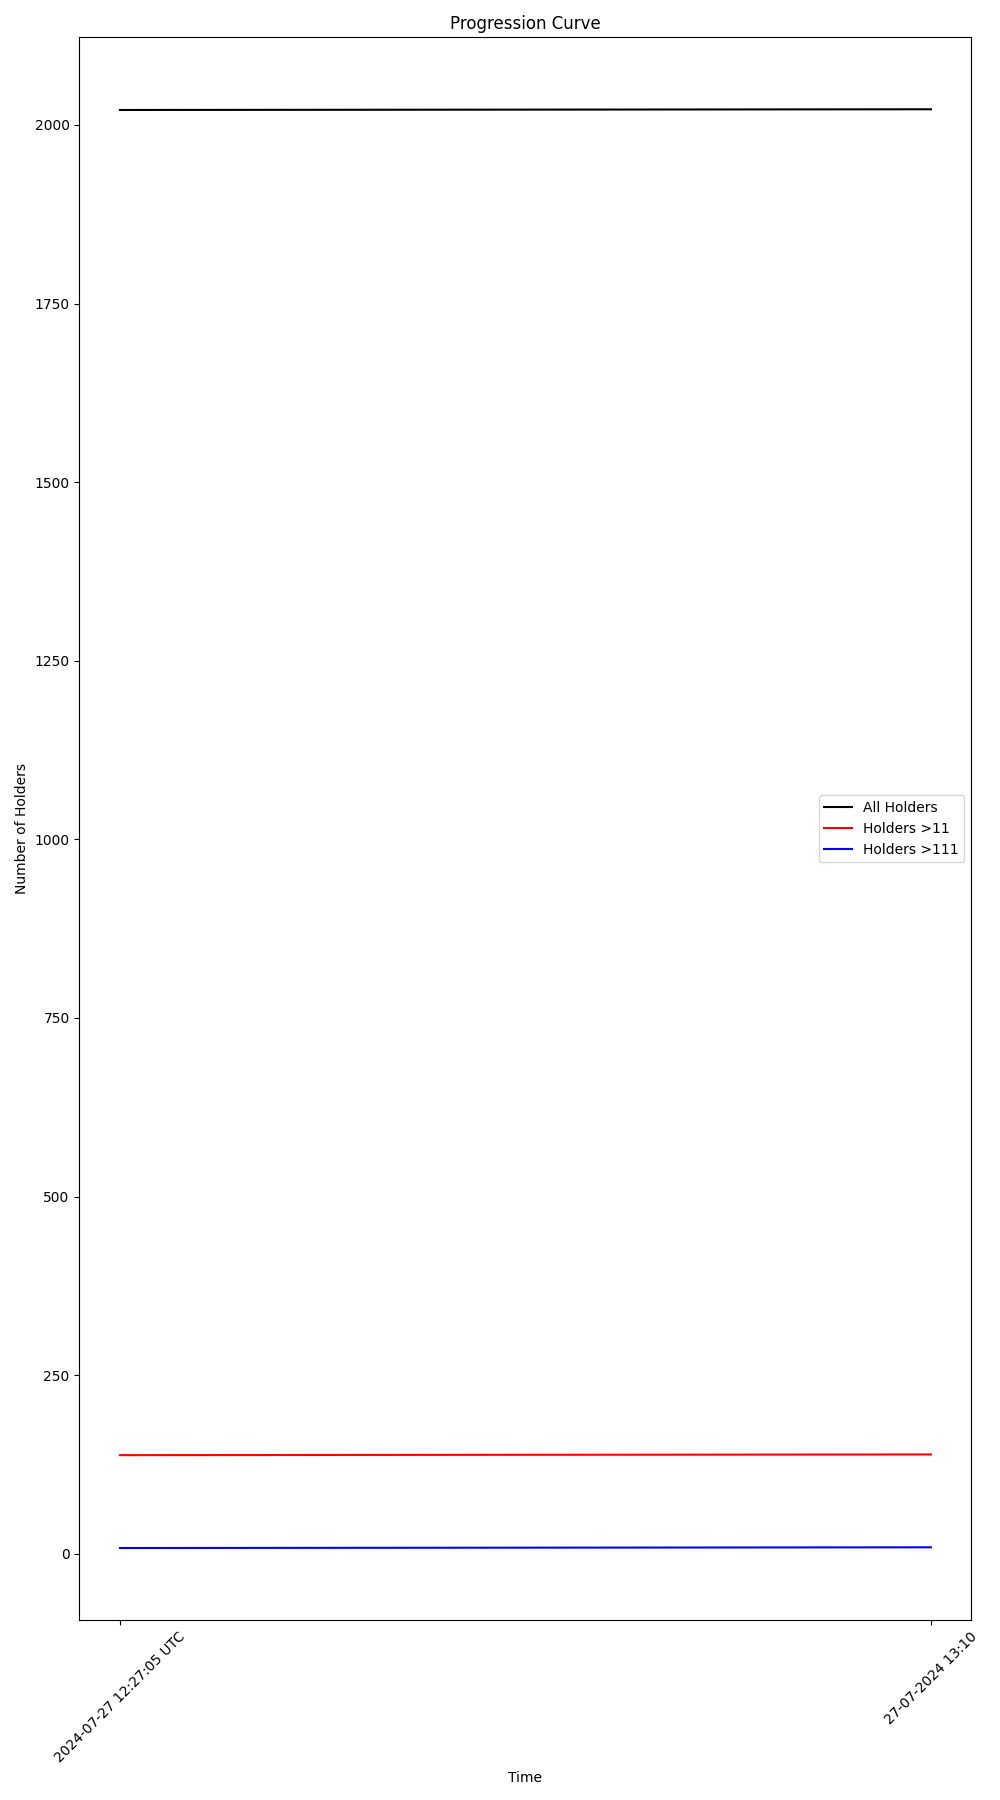 Progression Curve
2000
1750
1500
1250
1000
750
500
250
0
Number of Holders
All Holders
Holders >11
Holders >111
2024-07-27 12:27:05 UTC
27-07-2024 13:10
Time